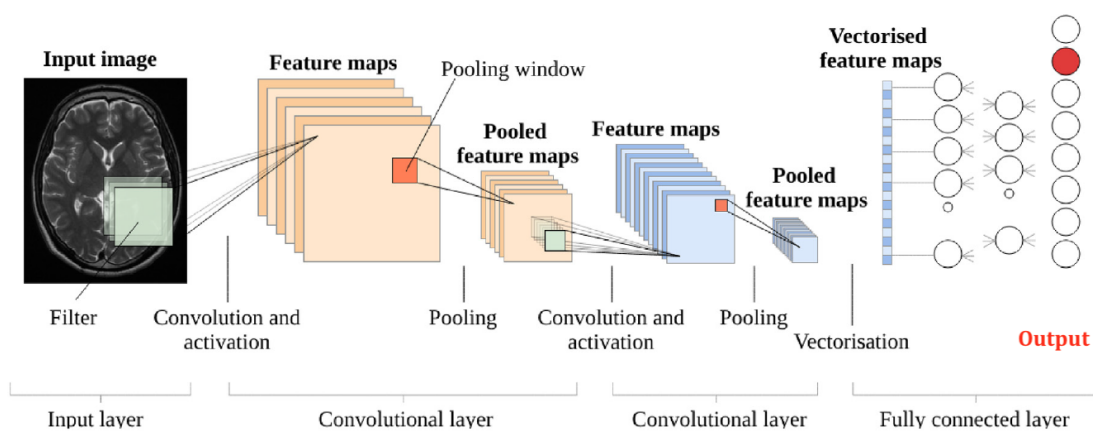 Input image
Feature maps
Pooling window
Pooled
feature maps
Feature maps
Pooled
feature maps
Vectorised
feature maps
Filter
Convolution and
activation
Pooling
Convolution and
activation
Pooling
Vectorisation
Output
Input layer
Convolutional layer
Convolutional layer
Fully connected layer